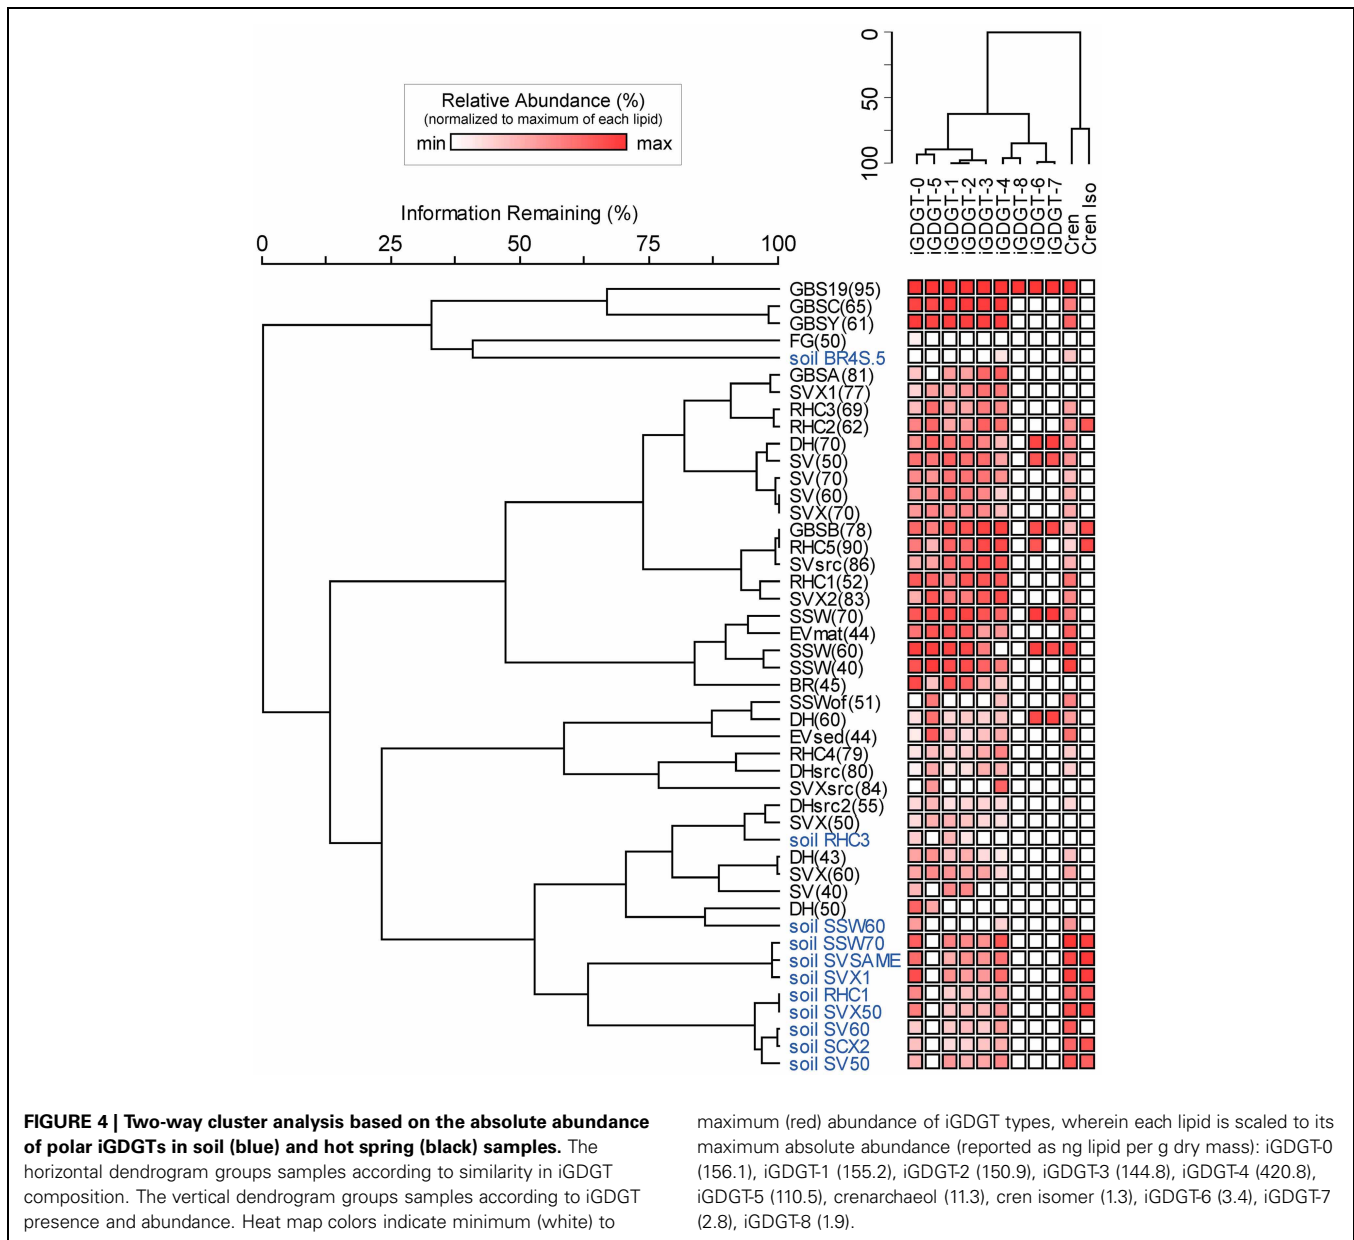 Relative Abundance (%)
(normalized to maximum of each lipid)
min max
0
50
100
iGDGT-0
iGDGT-5
iGDGT-1
iGDGT-2
iGDGT-3
iGDGT-4
iGDGT-8
iGDGT-6
iGDGT-7
Cren
Cren Iso
Information Remaining (%)
0 25 50 75 100
GBS19(95)
GBSC(65)
GBSY(61)
FG(50)
soil BR4S.5
GBSA(81)
SVX1(77)
RHC3(69)
RHC2(62)
DH(70)
SV(50)
SV(70)
SV(60)
SVX(70)
GBSB(78)
RHC5(90)
SVsrc(86)
RHC1(52)
SVX2(83)
SSW(70)
EVmat(44)
SSW(60)
SSW(40)
BR(45)
SSWof(51)
DH(60)
EVsed(44)
RHC4(79)
DHsrc(80)
SVXsrc(84)
DHsrc2(55)
SVX(50)
soil RHC3
DH(43)
SVX(60)
SV(40)
DH(50)
soil SSW60
soil SSW70
soil SVSAME
soil SVX1
soil RHC1
soil SVX50
soil SV60
soil SCX2
soil SV50
FIGURE 4 | Two-way cluster analysis based on the absolute abundance
of polar iGDGTs in soil (blue) and hot spring (black) samples. The
horizontal dendrogram groups samples according to similarity in iGDGT
composition. The vertical dendrogram groups samples according to iGDGT
presence and abundance. Heat map colors indicate minimum (white) to
maximum (red) abundance of iGDGT types, wherein each lipid is scaled to its
maximum absolute abundance (reported as ng lipid per g dry mass): iGDGT-0
(156.1), iGDGT-1 (155.2), iGDGT-2 (150.9), iGDGT-3 (144.8), iGDGT-4 (420.8),
iGDGT-5 (110.5), crenarchaeol (11.3), cren isomer (1.3), iGDGT-6 (3.4), iGDGT-7
(2.8), iGDGT-8 (1.9).